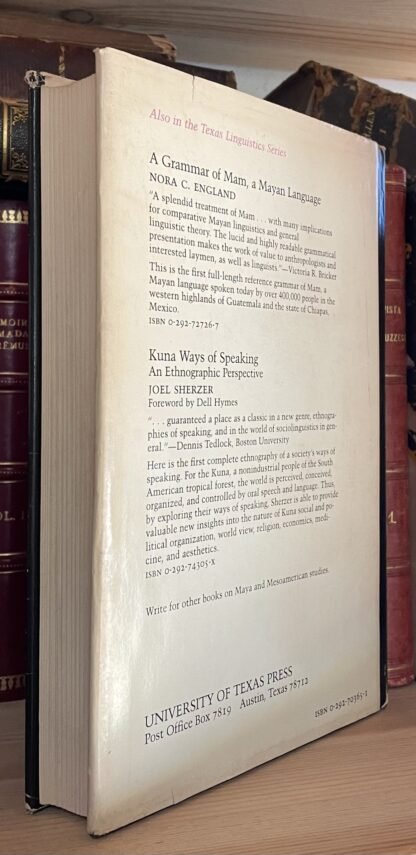 Also in the Texas Linguistics Series
A Grammar of Mam, a Mayan Language
NORA C. ENGLAND
"A splendid treatment of Mam . . . with many implications
for comparative Mayan linguistics and general
linguistic theory. The lucid and highly readable grammatical
presentation makes the work of value to anthropologists and
interested laymen, as well as linguists."—Victoria R. Bricker
This is the first full-length reference grammar of Mam, a
Mayan language spoken today by over 400,000 people in the
western highlands of Guatemala and the state of Chiapas,
Mexico.
ISBN 0-292-72726-7
Kuna Ways of Speaking
An Ethnographic Perspective
JOEL SHERZER
Foreword by Dell Hymes
". . . guaranteed a place as a classic in a new genre, ethnogra-
phies of speaking, and in the world of sociolinguistics in gen-
eral."—Dennis Tedlock, Boston University
Here is the first complete ethnography of a society's ways of
speaking. For the Kuna, a nonindustrial people of the South
American tropical forest, the world is perceived, conceived,
organized, and controlled by oral speech and language. Thus,
by exploring their ways of speaking, Sherzer is able to provide
valuable new insights into the nature of Kuna social and po-
litical organization, world view, religion, economics, medi-
cine, and aesthetics.
ISBN 0-292-74305-X
Write for other books on Maya and Mesoamerican studies.
UNIVERSITY OF TEXAS PRESS
Post Office Box 7819 Austin, Texas 78712
ISBN 0-292-70365-1